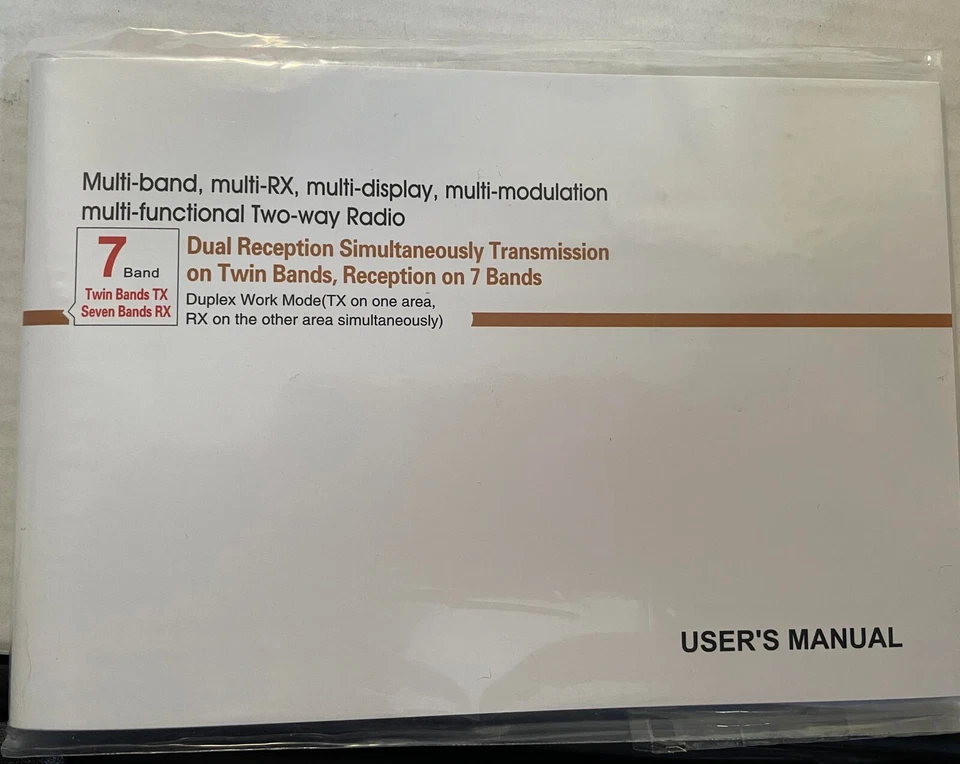 Multi-band, multi-RX, multi-display, multi-modulation
multi-functional Two-way Radio
7 Band
Twin Bands TX
Seven Bands RX
Dual Reception Simultaneously Transmission
on Twin Bands, Reception on 7 Bands
Duplex Work Mode(TX on one area,
RX on the other area simultaneously)
USER'S MANUAL